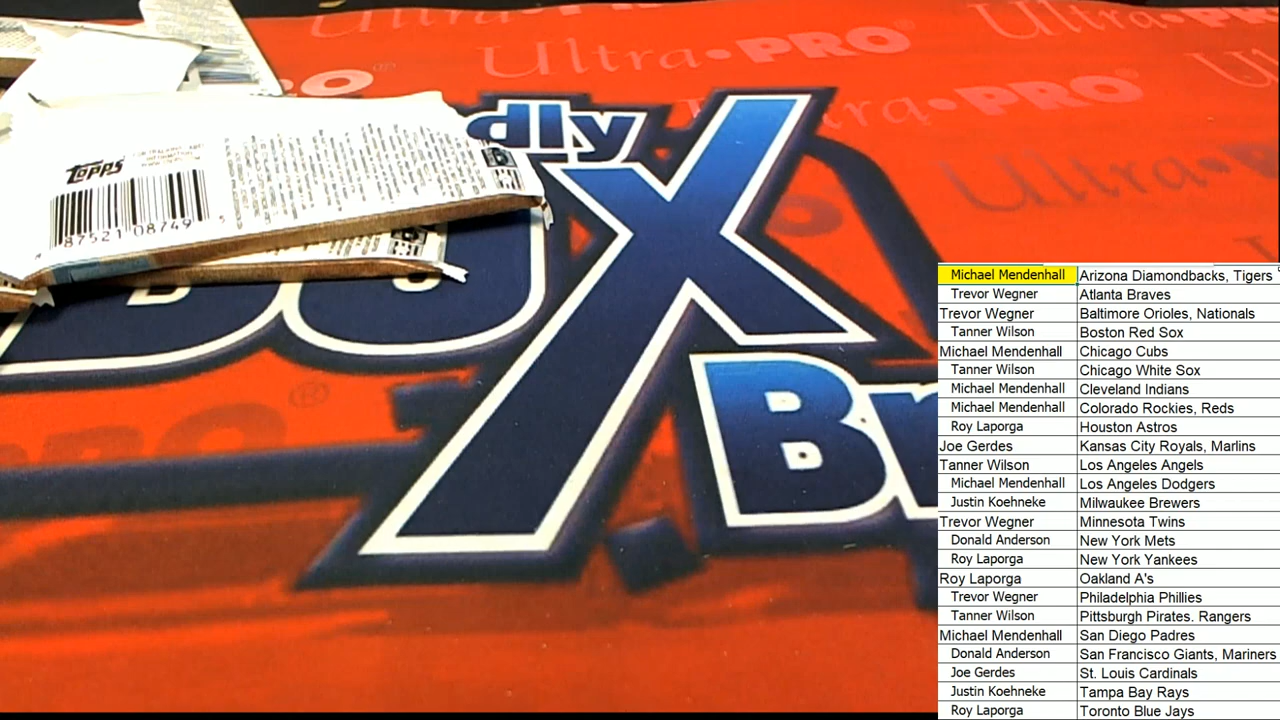 Ultra•PRO
PRO
Ultra•PRO
Ultra•PRO
dly
TOPPS
87521 08749 5
BOX
Br
Michael Mendenhall Arizona Diamondbacks, Tigers
Trevor Wegner Atlanta Braves
Trevor Wegner Baltimore Orioles, Nationals
Tanner Wilson Boston Red Sox
Michael Mendenhall Chicago Cubs
Tanner Wilson Chicago White Sox
Michael Mendenhall Cleveland Indians
Michael Mendenhall Colorado Rockies, Reds
Roy Laporga Houston Astros
Joe Gerdes Kansas City Royals, Marlins
Tanner Wilson Los Angeles Angels
Michael Mendenhall Los Angeles Dodgers
Justin Koehneke Milwaukee Brewers
Trevor Wegner Minnesota Twins
Donald Anderson New York Mets
Roy Laporga New York Yankees
Roy Laporga Oakland A's
Trevor Wegner Philadelphia Phillies
Tanner Wilson Pittsburgh Pirates. Rangers
Michael Mendenhall San Diego Padres
Donald Anderson San Francisco Giants, Mariners
Joe Gerdes St. Louis Cardinals
Justin Koehneke Tampa Bay Rays
Roy Laporga Toronto Blue Jays